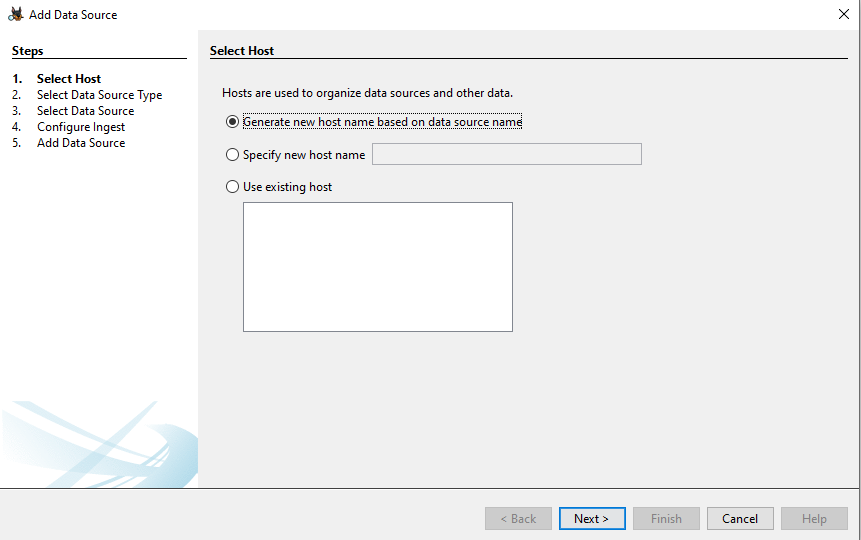 Add Data Source
Steps
1. Select Host
2. Select Data Source Type
3. Select Data Source
4. Configure Ingest
5. Add Data Source
Select Host
Hosts are used to organize data sources and other data.
Generate new host name based on data source name
Specify new host name
Use existing host
< Back
Next >
Finish
Cancel
Help